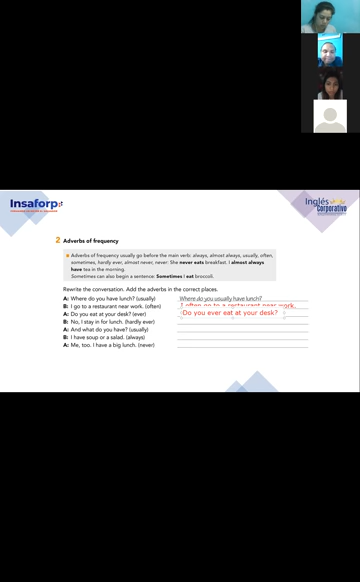 Insaforp
Inglés
Corporativo
2 Adverbs of frequency
Adverbs of frequency usually go before the main verb: always, almost always, usually, often,
sometimes, hardly ever, almost never, never: She never eats breakfast. I almost always
have tea in the morning.
Sometimes can also begin a sentence: Sometimes I eat broccoli.
Rewrite the conversation. Add the adverbs in the correct places.
A: Where do you have lunch? (usually) Where do you usually have lunch?
B: I go to a restaurant near work. (often) I often go to a restaurant near work.
A: Do you eat at your desk? (ever) Do you ever eat at your desk?
B: No, I stay in for lunch. (hardly ever)
A: And what do you have? (usually)
B: I have soup or a salad. (always)
A: Me, too. I have a big lunch. (never)